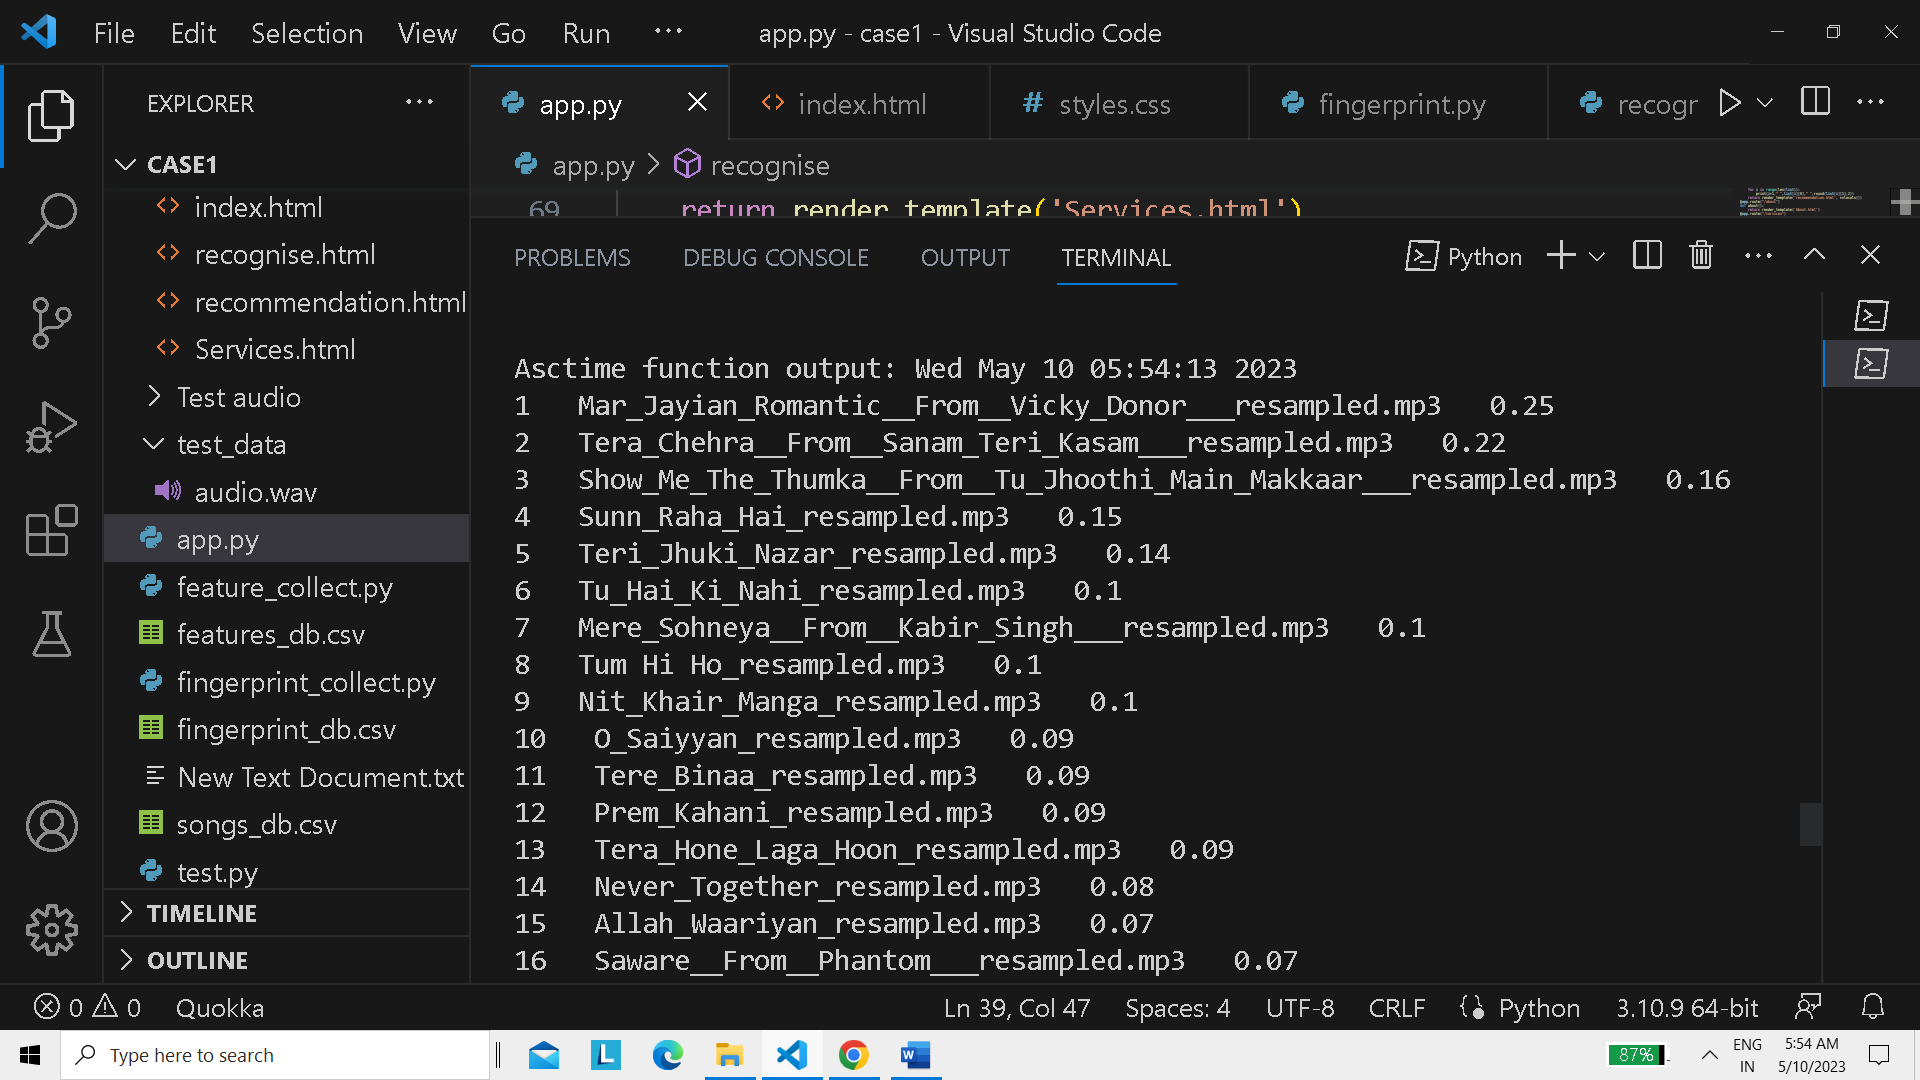 File Edit Selection View Go Run ··· app.py - case1 - Visual Studio Code
EXPLORER ···
CASE1
index.html
recognise.html
recommendation.html
Services.html
Test audio
test_data
audio.wav
app.py
feature_collect.py
features_db.csv
fingerprint_collect.py
fingerprint_db.csv
New Text Document.txt
songs_db.csv
test.py
TIMELINE
OUTLINE
app.py index.html # styles.css fingerprint.py recogr ···
app.py > recognise
69 return render_template('Services.html')
PROBLEMS DEBUG CONSOLE OUTPUT TERMINAL Python ···
Asctime function output: Wed May 10 05:54:13 2023
1 Mar_Jayian_Romantic__From__Vicky_Donor___resampled.mp3 0.25
2 Tera_Chehra__From__Sanam_Teri_Kasam___resampled.mp3 0.22
3 Show_Me_The_Thumka__From__Tu_Jhoothi_Main_Makkaar___resampled.mp3 0.16
4 Sunn_Raha_Hai_resampled.mp3 0.15
5 Teri_Jhuki_Nazar_resampled.mp3 0.14
6 Tu_Hai_Ki_Nahi_resampled.mp3 0.1
7 Mere_Sohneya__From__Kabir_Singh___resampled.mp3 0.1
8 Tum Hi Ho_resampled.mp3 0.1
9 Nit_Khair_Manga_resampled.mp3 0.1
10 O_Saiyyan_resampled.mp3 0.09
11 Tere_Binaa_resampled.mp3 0.09
12 Prem_Kahani_resampled.mp3 0.09
13 Tera_Hone_Laga_Hoon_resampled.mp3 0.09
14 Never_Together_resampled.mp3 0.08
15 Allah_Waariyan_resampled.mp3 0.07
16 Saware__From__Phantom___resampled.mp3 0.07
0 0 Quokka Ln 39, Col 47 Spaces: 4 UTF-8 CRLF Python 3.10.9 64-bit
Type here to search L 87% ENG 5:54 AM
IN 5/10/2023